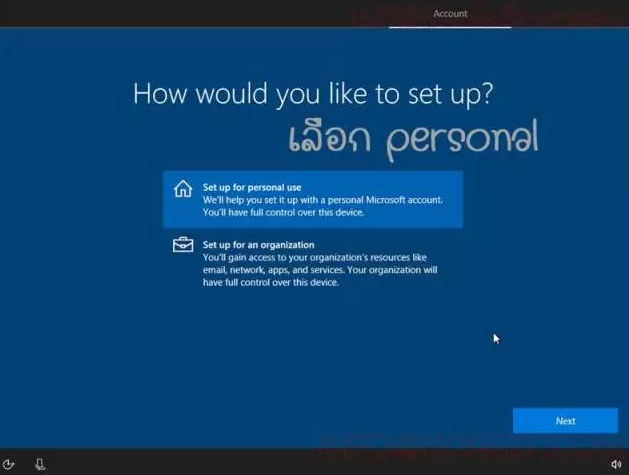 Account
How would you like to set up?
เลือก personal
Set up for personal use
We'll help you set it up with a personal Microsoft account.
You'll have full control over this device.
Set up for an organization
You'll gain access to your organization's resources like
email, network, apps, and services. Your organization will
have full control over this device.
Next